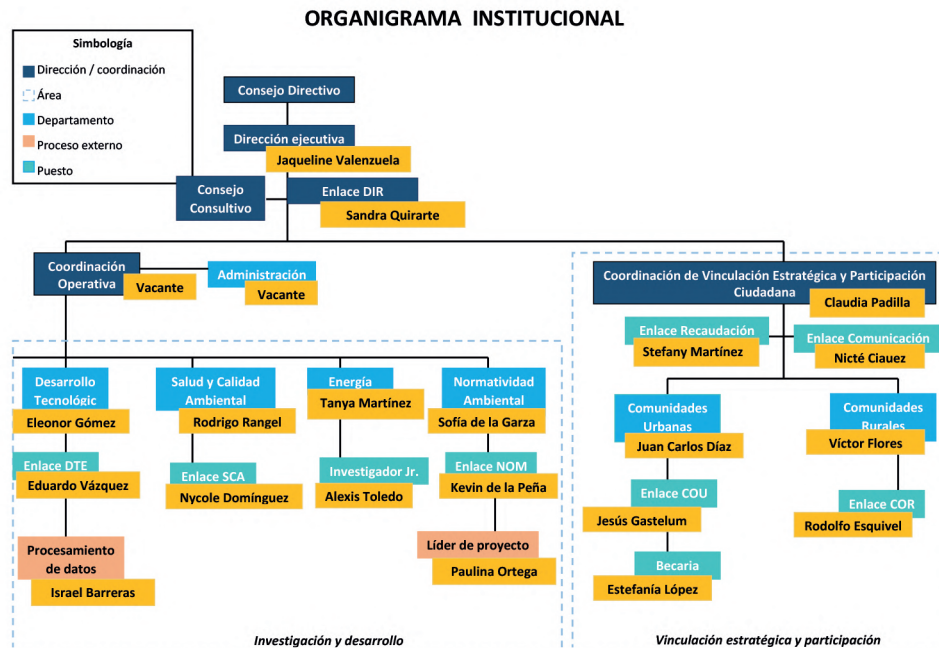 ORGANIGRAMA INSTITUCIONAL
Simbología
Dirección / coordinación
Área
Departamento
Proceso externo
Puesto
Consejo Directivo
Dirección ejecutiva
Jaqueline Valenzuela
Consejo
Consultivo
Enlace DIR
Sandra Quirarte
Coordinación
Operativa
Vacante
Administración
Vacante
Coordinación de Vinculación Estratégica y Participación
Ciudadana
Claudia Padilla
Enlace Recaudación
Stefany Martínez
Enlace Comunicación
Nicté Ciauez
Desarrollo
Tecnológic
Eleonor Gómez
Salud y Calidad
Ambiental
Rodrigo Rangel
Energía
Tanya Martínez
Normatividad
Ambiental
Sofía de la Garza
Comunidades
Urbanas
Juan Carlos Díaz
Comunidades
Rurales
Víctor Flores
Enlace DTE
Eduardo Vázquez
Enlace SCA
Nycole Domínguez
Investigador Jr.
Alexis Toledo
Enlace NOM
Kevin de la Peña
Enlace COU
Jesús Gastelum
Enlace COR
Rodolfo Esquivel
Procesamiento
de datos
Israel Barreras
Líder de proyecto
Paulina Ortega
Becaria
Estefanía López
Investigación y desarrollo
Vinculación estratégica y participación